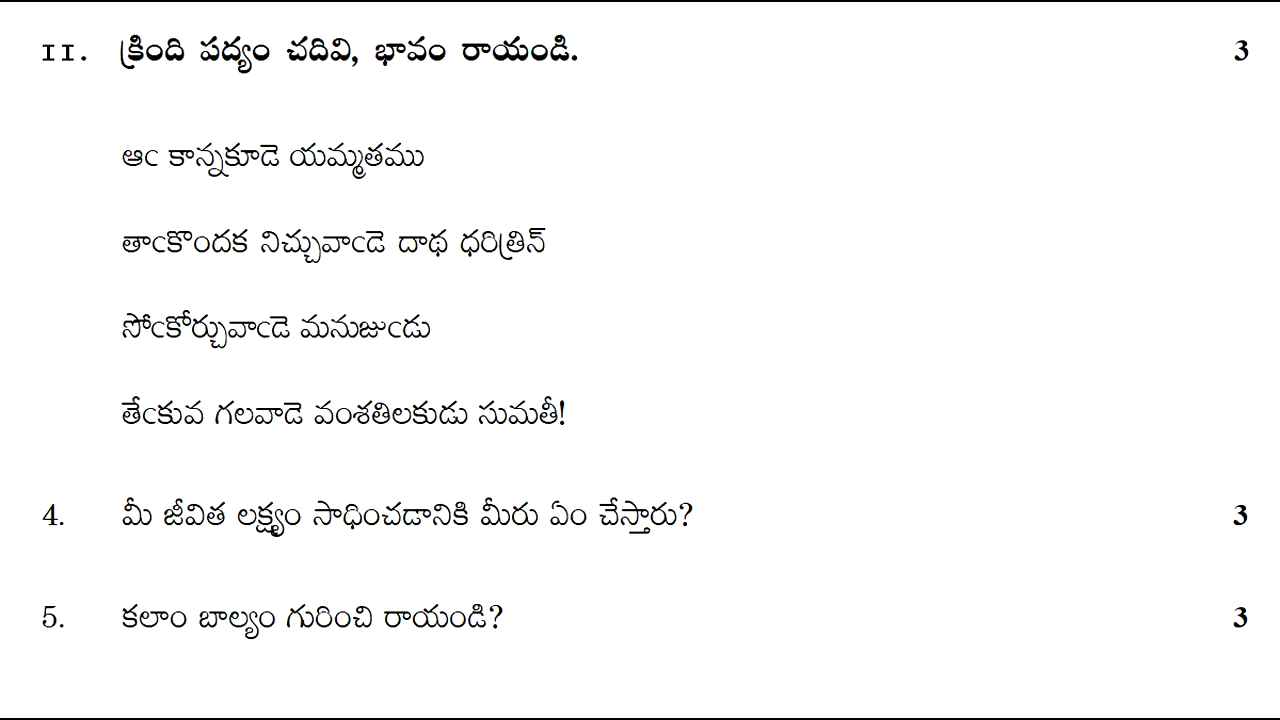 II. క్రింది పద్యం చదివి, భావం రాయండి. 3
ఆఁ కాన్నకూడె యమ్మతము
తాఁకొందక నిచ్చువాఁడె దాథ ధరిత్రిన్
సోఁకోర్చువాఁడె మనుజుఁడు
తేఁకువ గలవాడె వంశతిలకుడు సుమతీ!
4. మీ జీవిత లక్ష్యం సాధించడానికి మీరు ఏం చేస్తారు? 3
5. కలాం బాల్యం గురించి రాయండి? 3